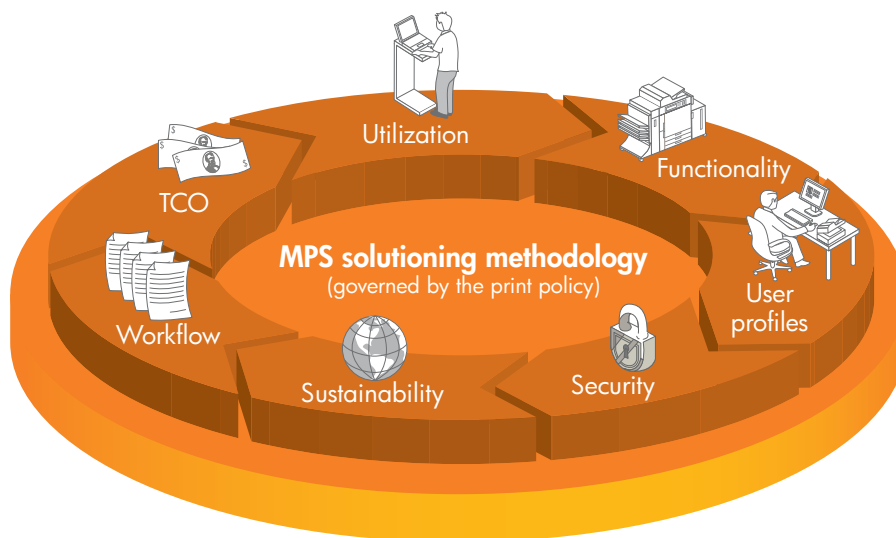 Utilization
Functionality
TCO
MPS solutioning methodology
(governed by the print policy)
User
profiles
Workflow
Sustainability
Security